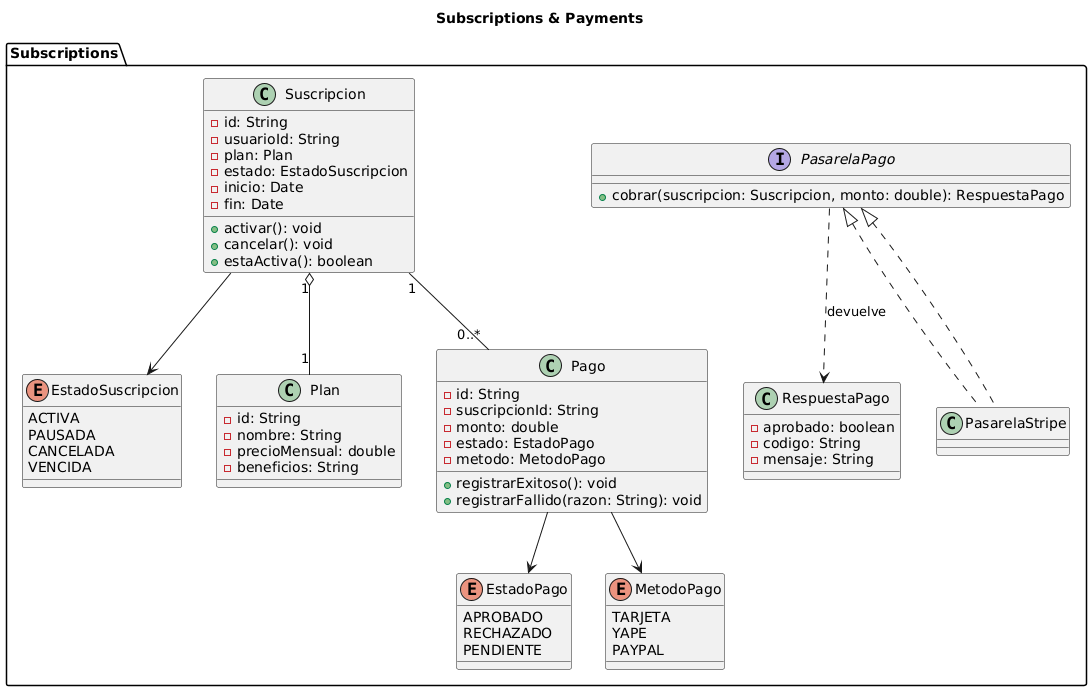 Subscriptions & Payments
Subscriptions
C Suscripcion
id: String
usuarioId: String
plan: Plan
estado: EstadoSuscripcion
inicio: Date
fin: Date
activar(): void
cancelar(): void
estaActiva(): boolean
I PasarelaPago
cobrar(suscripcion: Suscripcion, monto: double): RespuestaPago
1
1
devuelve
0..*
1
E EstadoSuscripcion
ACTIVA
PAUSADA
CANCELADA
VENCIDA
C Plan
id: String
nombre: String
precioMensual: double
beneficios: String
C Pago
id: String
suscripcionId: String
monto: double
estado: EstadoPago
metodo: MetodoPago
registrarExitoso(): void
registrarFallido(razon: String): void
C RespuestaPago
aprobado: boolean
codigo: String
mensaje: String
C PasarelaStripe
E EstadoPago
APROBADO
RECHAZADO
PENDIENTE
E MetodoPago
TARJETA
YAPE
PAYPAL